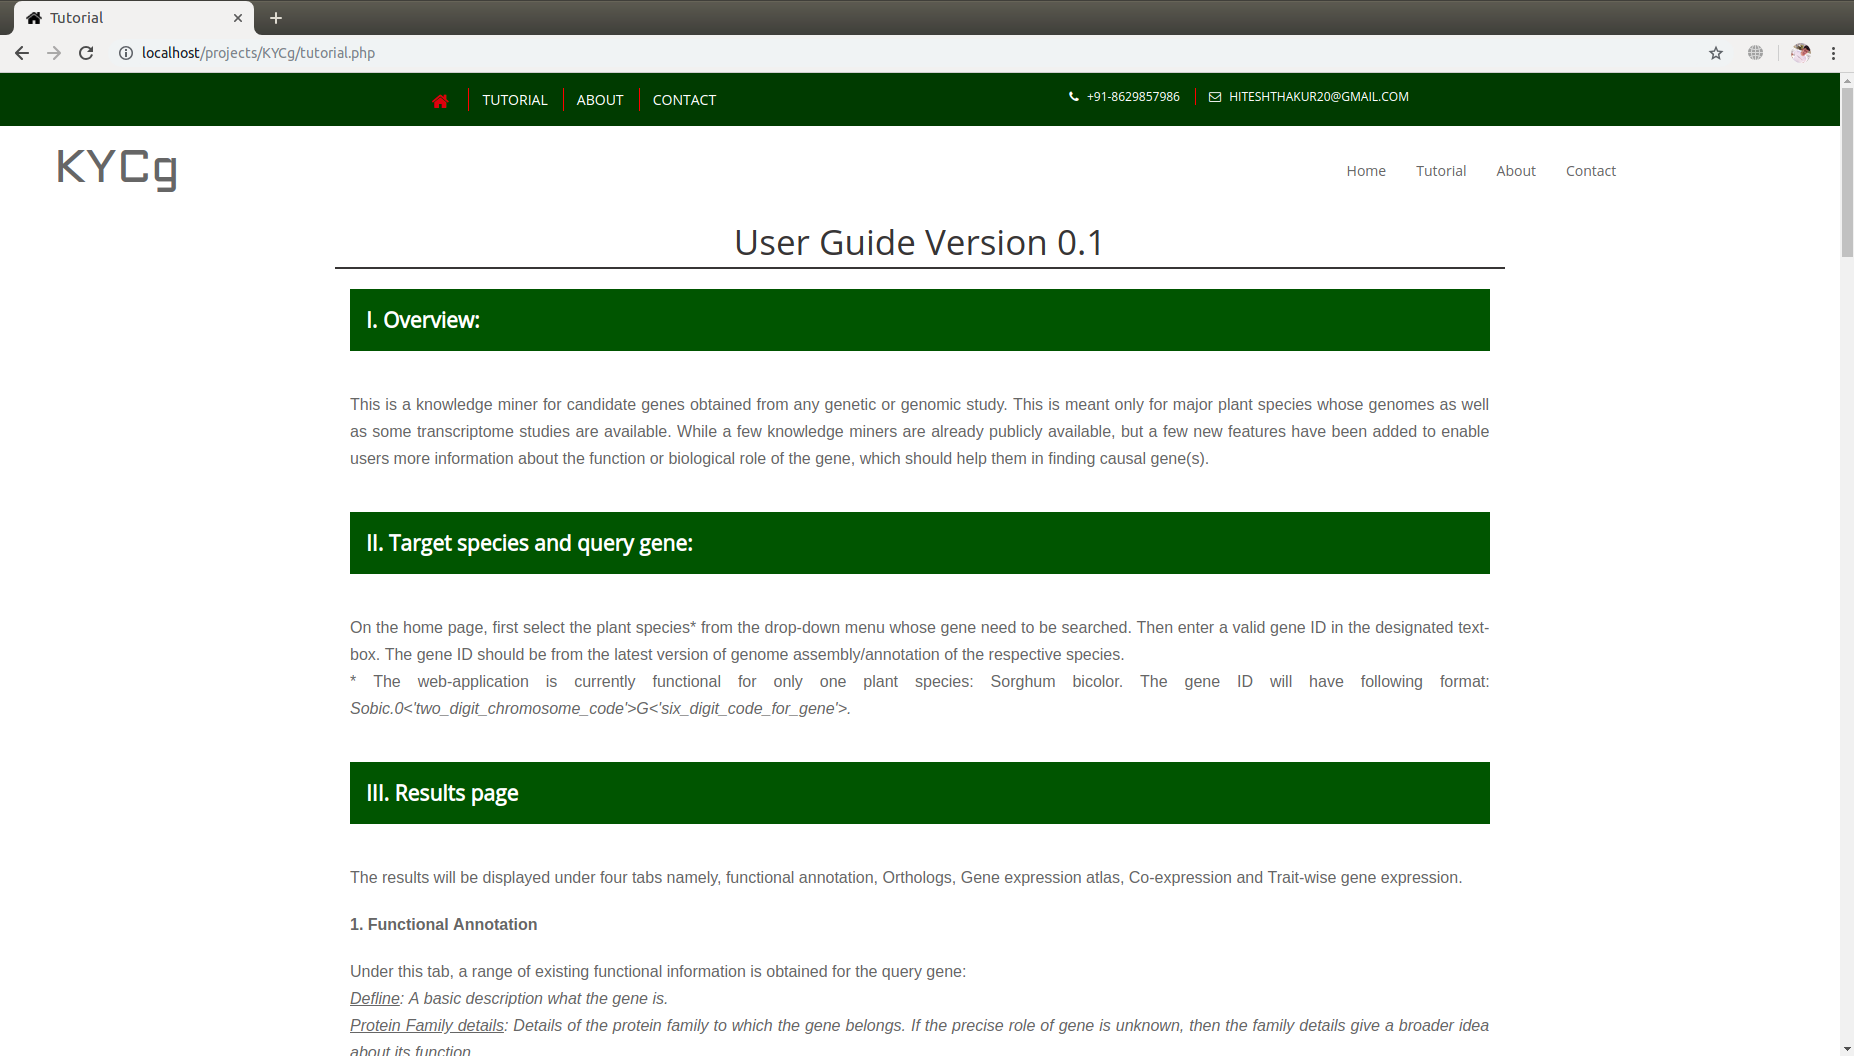 Tutorial
localhost/projects/KYCg/tutorial.php
TUTORIAL ABOUT CONTACT +91-8629857986 HITESHTHAKUR20@GMAIL.COM
KYCg
Home Tutorial About Contact
User Guide Version 0.1
I. Overview:
This is a knowledge miner for candidate genes obtained from any genetic or genomic study. This is meant only for major plant species whose genomes as well
as some transcriptome studies are available. While a few knowledge miners are already publicly available, but a few new features have been added to enable
users more information about the function or biological role of the gene, which should help them in finding causal gene(s).
II. Target species and query gene:
On the home page, first select the plant species* from the drop-down menu whose gene need to be searched. Then enter a valid gene ID in the designated text-
box. The gene ID should be from the latest version of genome assembly/annotation of the respective species.
* The web-application is currently functional for only one plant species: Sorghum bicolor. The gene ID will have following format:
Sobic.0<'two_digit_chromosome_code'>G<'six_digit_code_for_gene'>.
III. Results page
The results will be displayed under four tabs namely, functional annotation, Orthologs, Gene expression atlas, Co-expression and Trait-wise gene expression.
1. Functional Annotation
Under this tab, a range of existing functional information is obtained for the query gene:
Defline: A basic description what the gene is.
Protein Family details: Details of the protein family to which the gene belongs. If the precise role of gene is unknown, then the family details give a broader idea
about its function